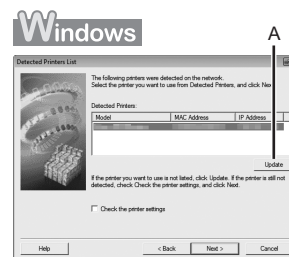 Windows
A
Detected Printers List
The following printers were detected on the network.
Select the printer you want to use from Detected Printers, and click Next.
Detected Printers:
Model MAC Address IP Address
Update
If the printer you want to use is not listed, click Update. If the printer is still not
detected, check Check the printer settings, and click Next.
Check the printer settings
Help < Back Next > Cancel